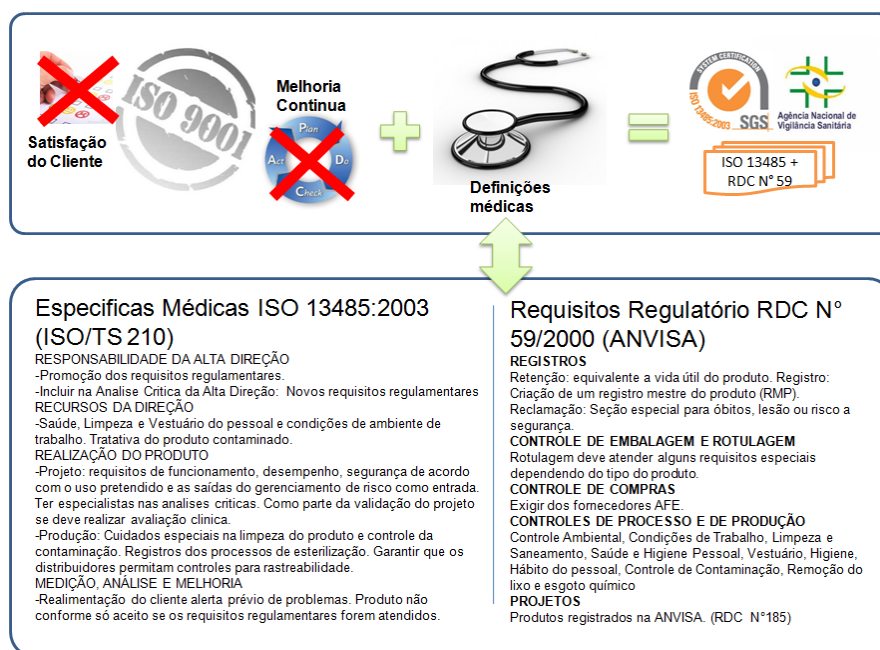 Satisfação
do Cliente
ISO 9001
Melhoria
Continua
Plan
Do
Check
Act
Definições
médicas
SYSTEM CERTIFICATION
ISO 13485:2003
SGS
Agência Nacional de
Vigilância Sanitária
ISO 13485 +
RDC N° 59
Especificas Médicas ISO 13485:2003
(ISO/TS 210)
RESPONSABILIDADE DA ALTA DIREÇÃO
-Promoção dos requisitos regulamentares.
-Incluir na Analise Critica da Alta Direção: Novos requisitos regulamentares
RECURSOS DA DIREÇÃO
-Saúde, Limpeza e Vestuário do pessoal e condições de ambiente de
trabalho. Tratativa do produto contaminado.
REALIZAÇÃO DO PRODUTO
-Projeto: requisitos de funcionamento, desempenho, segurança de acordo
com o uso pretendido e as saídas do gerenciamento de risco como entrada.
Ter especialistas nas analises criticas. Como parte da validação do projeto
se deve realizar avaliação clinica.
-Produção: Cuidados especiais na limpeza do produto e controle da
contaminação. Registros dos processos de esterilização. Garantir que os
distribuidores permitam controles para rastreabilidade.
MEDIÇÃO, ANÁLISE E MELHORIA
-Realimentação do cliente alerta prévio de problemas. Produto não
conforme só aceito se os requisitos regulamentares forem atendidos.
Requisitos Regulatório RDC N°
59/2000 (ANVISA)
REGISTROS
Retenção: equivalente a vida útil do produto. Registro:
Criação de um registro mestre do produto (RMP).
Reclamação: Seção especial para óbitos, lesão ou risco a
segurança.
CONTROLE DE EMBALAGEM E ROTULAGEM
Rotulagem deve atender alguns requisitos especiais
dependendo do tipo do produto.
CONTROLE DE COMPRAS
Exigir dos fornecedores AFE.
CONTROLES DE PROCESSO E DE PRODUÇÃO
Controle Ambiental, Condições de Trabalho, Limpeza e
Saneamento, Saúde e Higiene Pessoal, Vestuário, Higiene,
Hábito do pessoal, Controle de Contaminação, Remoção do
lixo e esgoto químico
PROJETOS
Produtos registrados na ANVISA. (RDC N°185)